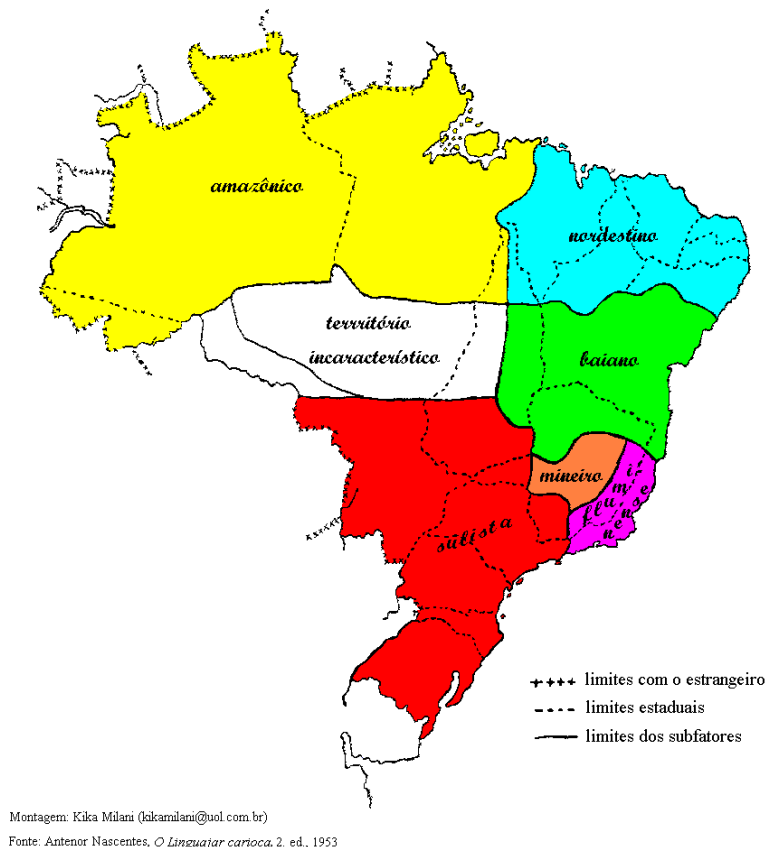 amazônico
nordestino
terrritório
incaracterístico
baiano
mineiro
fluminense
sulista
limites com o estrangeiro
limites estaduais
limites dos subfatores
Montagem: Kika Milani (kikamilani@uol.com.br)
Fonte: Antenor Nascentes, O Linguajar carioca, 2. ed., 1953